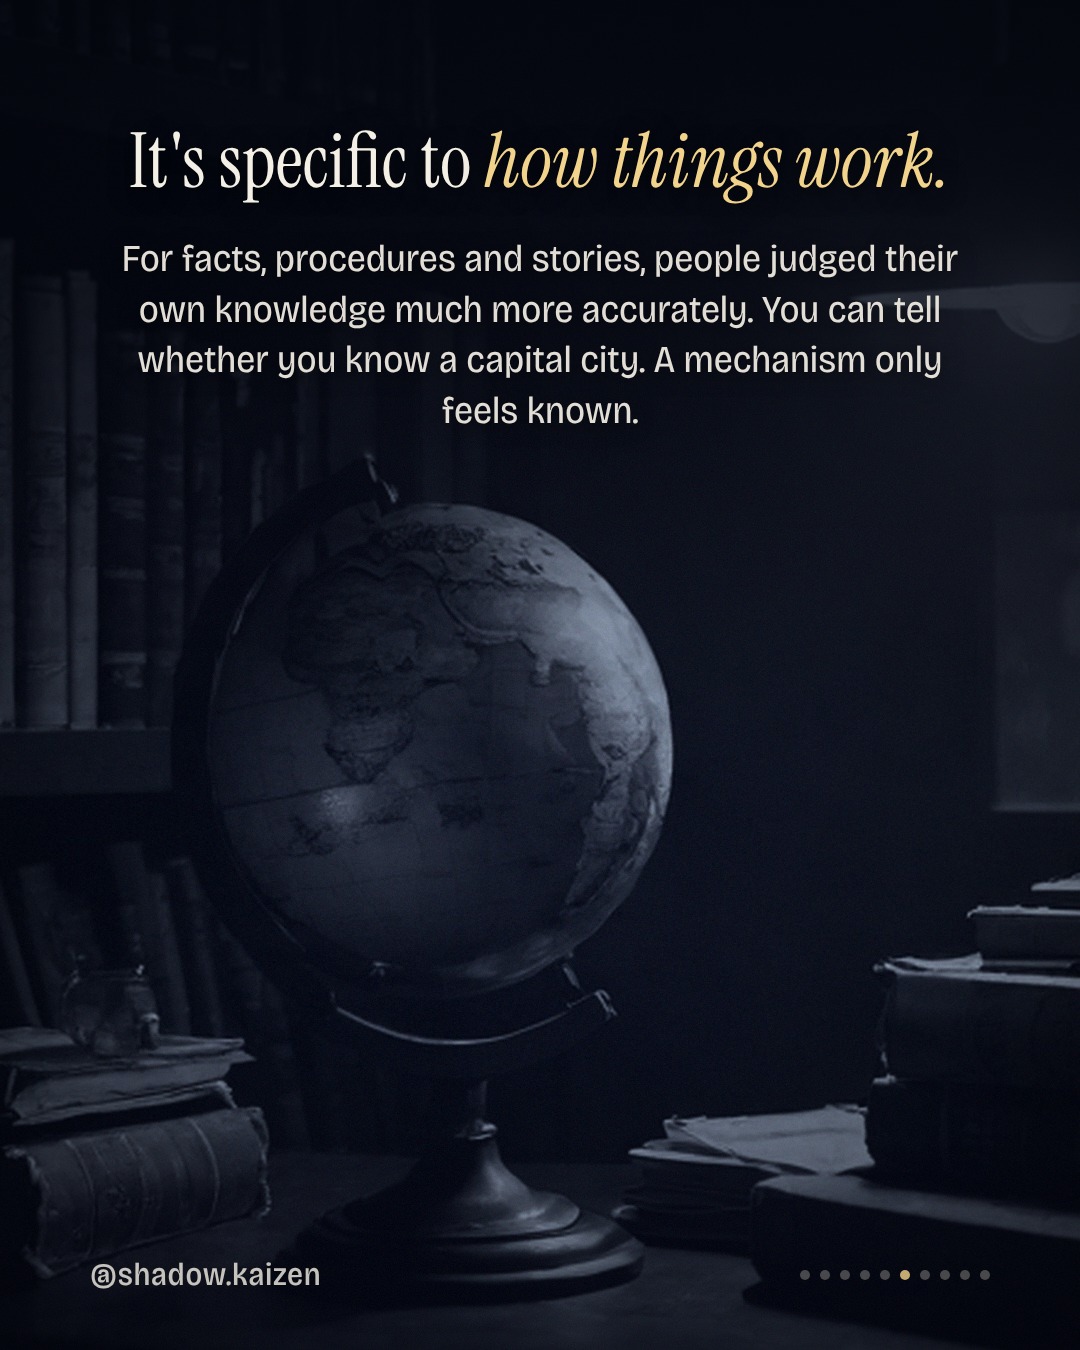 It's specific to how things work.
For facts, procedures and stories, people judged their
own knowledge much more accurately. You can tell
whether you know a capital city. A mechanism only
feels known.
@shadow.kaizen